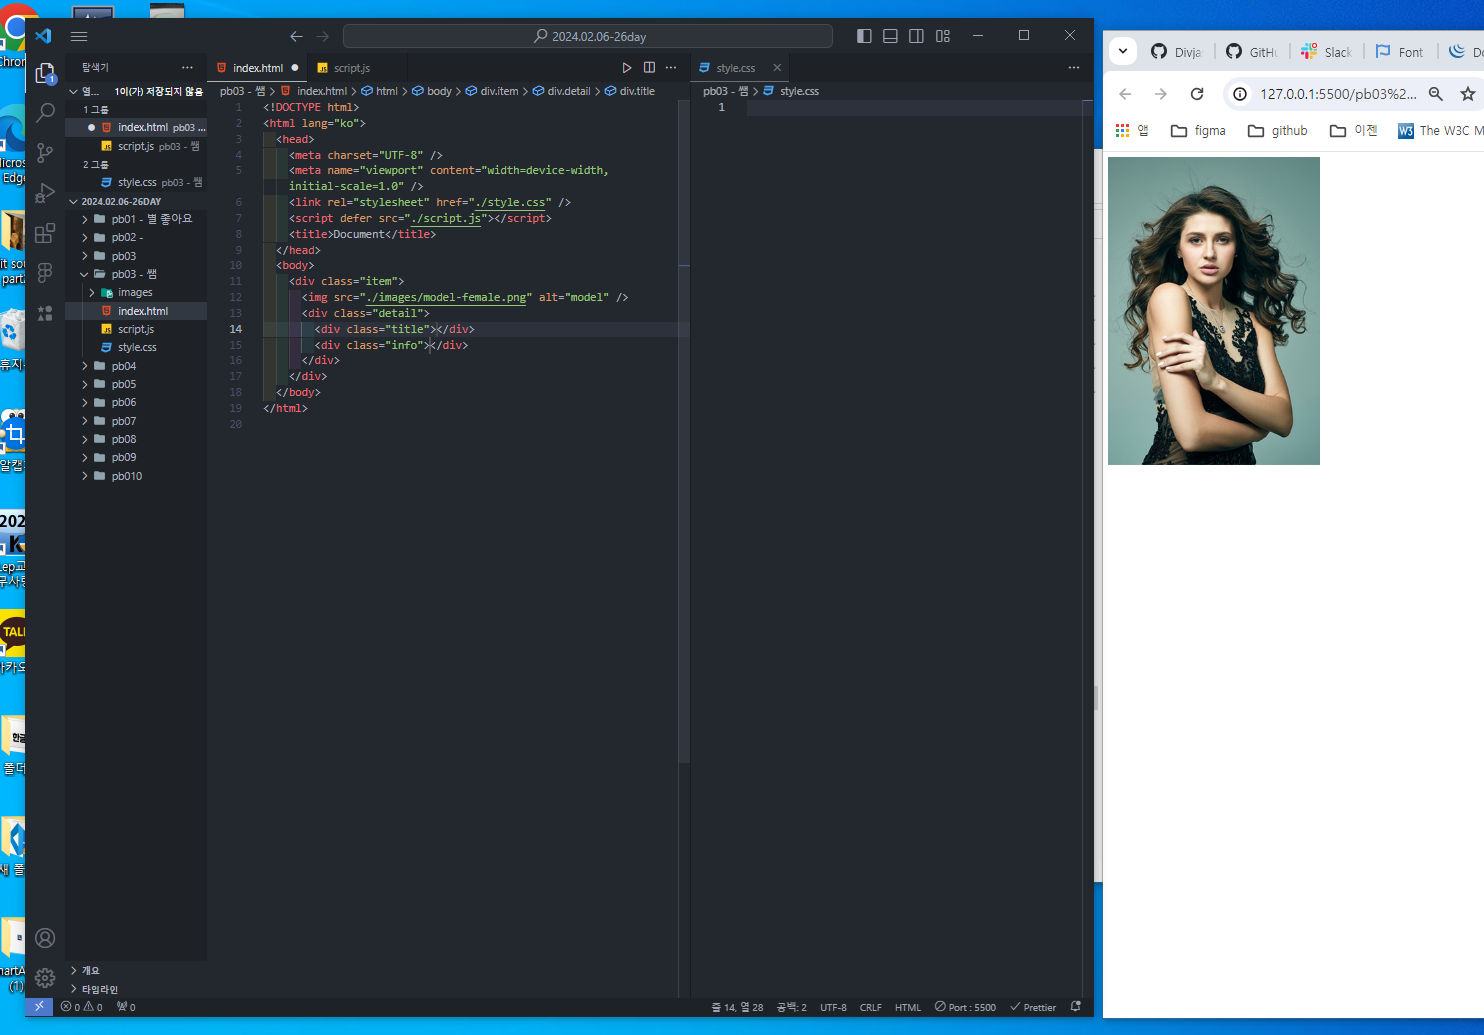 2024.02.06-26day
탐색기
index.html
script.js
style.css
열... 1이(가) 저장되지 않음
pb03 - 쌤 > index.html > html > body > div.item > div.detail > div.title
pb03 - 쌤 > style.css
1 그룹
index.html pb03 ...
script.js pb03 - 쌤
2 그룹
style.css pb03 - 쌤
2024.02.06-26DAY
pb01 - 별 좋아요
pb02 -
pb03
pb03 - 쌤
images
index.html
script.js
style.css
pb04
pb05
pb06
pb07
pb08
pb09
pb010
개요
타임라인
1 <!DOCTYPE html>
2 <html lang="ko">
3 <head>
4 <meta charset="UTF-8" />
5 <meta name="viewport" content="width=device-width,
initial-scale=1.0" />
6 <link rel="stylesheet" href="./style.css" />
7 <script defer src="./script.js"></script>
8 <title>Document</title>
9 </head>
10 <body>
11 <div class="item">
12 <img src="./images/model-female.png" alt="model" />
13 <div class="detail">
14 <div class="title"></div>
15 <div class="info"></div>
16 </div>
17 </div>
18 </body>
19 </html>
20
1
0 0 0
줄 14, 열 28 공백: 2 UTF-8 CRLF HTML Port : 5500 Prettier
Divja GitHu Slack Font Do
127.0.0.1:5500/pb03%2...
앱 figma github 이젠 W3 The W3C M
Chron
Micros
Edge
it sou
part
휴지
알캡
202
TALK
카카오
한글
폴더
새 폴
martA
(1)